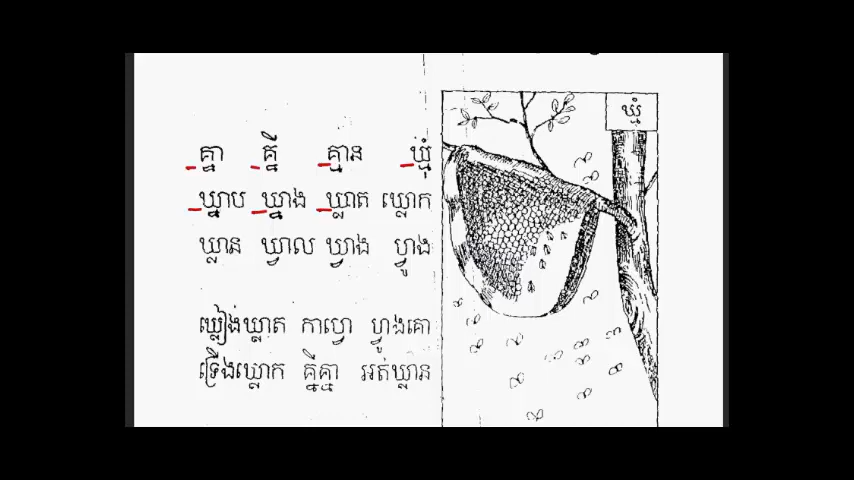 គ្នា គ្នី គ្មាន ឃ្មុំ
ឃ្នាប ឃ្នាង ឃ្លាត ឃ្លោក
ឃ្លាន ឃ្វាល ឃ្វាង ហ្វូង
ឃ្លៀងឃ្លាត កាហ្វេ ហ្វូងគោ
ទ្រើងឃ្លោក គ្នីគ្នា អត់ឃ្លាន
ឃ្មុំ